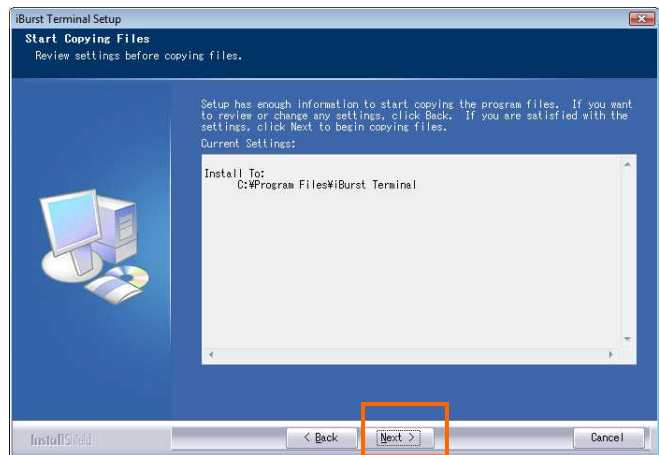 iBurst Terminal Setup
Start Copying Files
Review settings before copying files.
Setup has enough information to start copying the program files.  If you want
to review or change any settings, click Back.  If you are satisfied with the
settings, click Next to begin copying files.
Current Settings:
Install To:
C:¥Program Files¥iBurst Terminal
InstallShield
< Back
Next >
Cancel